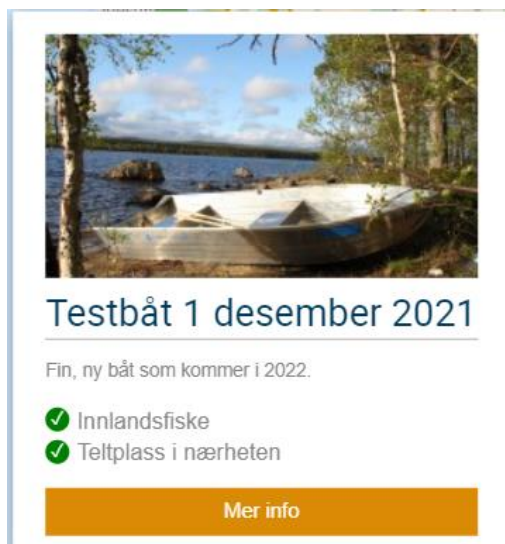 Testbåt 1 desember 2021
Fin, ny båt som kommer i 2022.
Innlandsfiske
Teltplass i nærheten
Mer info